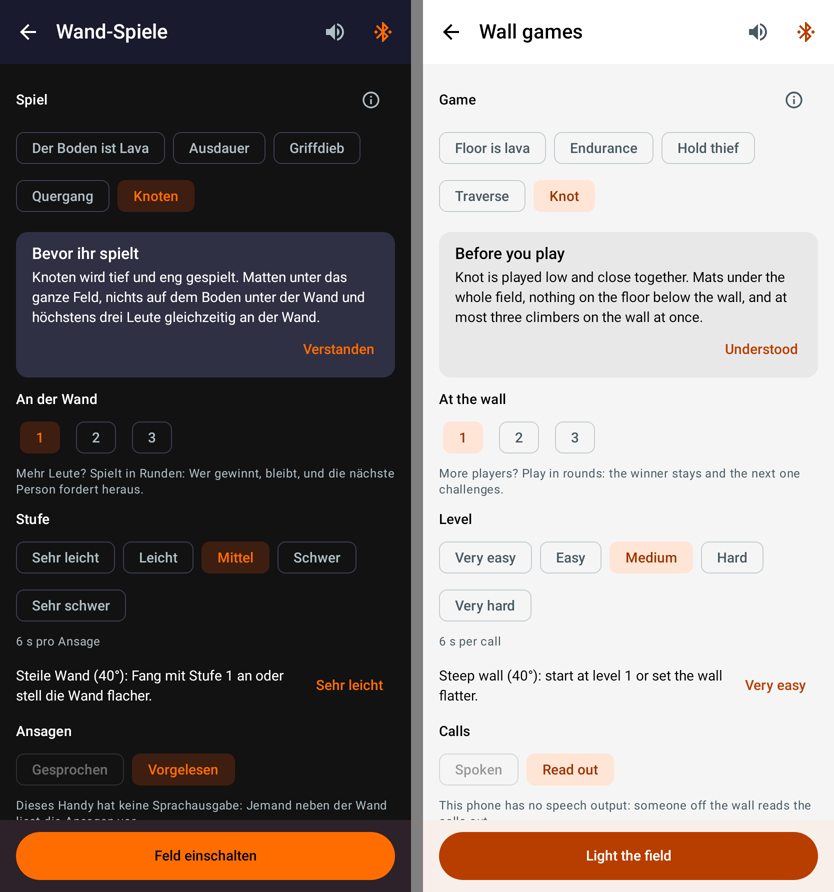 Wand-Spiele
Spiel
Der Boden ist Lava
Ausdauer
Griffdieb
Quergang
Knoten
Bevor ihr spielt
Knoten wird tief und eng gespielt. Matten unter das
ganze Feld, nichts auf dem Boden unter der Wand und
höchstens drei Leute gleichzeitig an der Wand.
Verstanden
An der Wand
1
2
3
Mehr Leute? Spielt in Runden: Wer gewinnt, bleibt, und die nächste
Person fordert heraus.
Stufe
Sehr leicht
Leicht
Mittel
Schwer
Sehr schwer
6 s pro Ansage
Steile Wand (40°): Fang mit Stufe 1 an oder
stell die Wand flacher.
Sehr leicht
Ansagen
Gesprochen
Vorgelesen
Dieses Handy hat keine Sprachausgabe: Jemand neben der Wand
Feld einschalten
Wall games
Game
Floor is lava
Endurance
Hold thief
Traverse
Knot
Before you play
Knot is played low and close together. Mats under the
whole field, nothing on the floor below the wall, and at
most three climbers on the wall at once.
Understood
At the wall
1
2
3
More players? Play in rounds: the winner stays and the next one
challenges.
Level
Very easy
Easy
Medium
Hard
Very hard
6 s per call
Steep wall (40°): start at level 1 or set the wall
flatter.
Very easy
Calls
Spoken
Read out
This phone has no speech output: someone off the wall reads the
Light the field